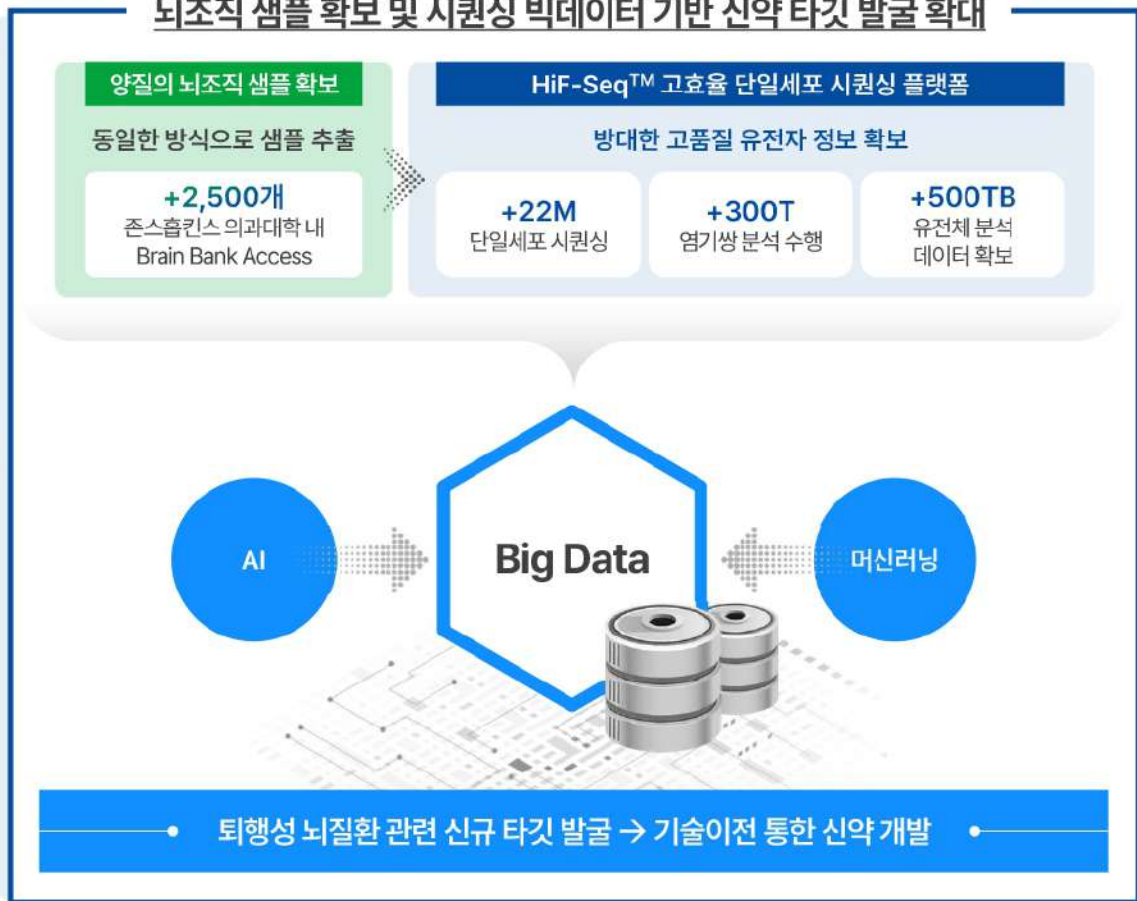 뇌조직 샘플 확보 및 시퀀싱 빅데이터 기반 신약 타깃 발굴 확대
양질의 뇌조직 샘플 확보
동일한 방식으로 샘플 추출
+2,500개
존스홉킨스 의과대학 내
Brain Bank Access
HiF-Seq™ 고효율 단일세포 시퀀싱 플랫폼
방대한 고품질 유전자 정보 확보
+22M
단일세포 시퀀싱
+300T
염기쌍 분석 수행
+500TB
유전체 분석
데이터 확보
AI
Big Data
머신러닝
퇴행성 뇌질환 관련 신규 타깃 발굴 → 기술이전 통한 신약 개발